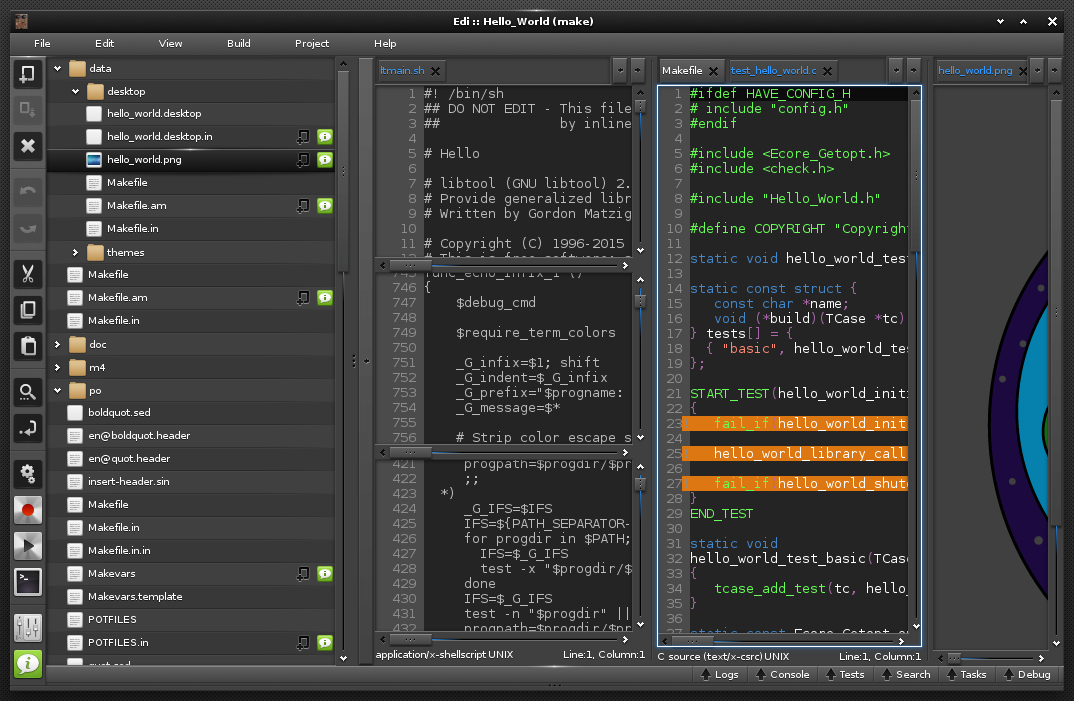 Edi :: Hello_World (make)
File Edit View Build Project Help
data
desktop
hello_world.desktop
hello_world.desktop.in
hello_world.png
Makefile
Makefile.am
Makefile.in
themes
Makefile
Makefile.am
Makefile.in
doc
m4
po
boldquot.sed
en@boldquot.header
en@quot.header
insert-header.sin
Makefile
Makefile.in
Makefile.in.in
Makevars
Makevars.template
POTFILES
POTFILES.in
ltmain.sh
1 #! /bin/sh
2 ## DO NOT EDIT - This file
3 ## by inline
4
5 # Hello
6
7 # libtool (GNU libtool) 2.
8 # Provide generalized libr
9 # Written by Gordon Matzig
10
11 # Copyright (C) 1996-2015
745 func_echo_infix_1 ()
746 {
747 $debug_cmd
748
749 $require_term_colors
750
751 _G_infix=$1; shift
752 _G_indent=$_G_infix
753 _G_prefix="$progname:
754 _G_message=$*
755
756 # Strip color escape s
421 progpath=$progdir/$pr
422 ;;
423 *)
424 _G_IFS=$IFS
425 IFS=${PATH_SEPARATOR-
426 for progdir in $PATH;
427 IFS=$_G_IFS
428 test -x "$progdir/$
429 done
430 IFS=$_G_IFS
431 test -n "$progdir" ||
432 progpath=$progdir/$pr
application/x-shellscript UNIX Line:1, Column:1
Makefile test_hello_world.c
1 #ifdef HAVE_CONFIG_H
2 # include "config.h"
3 #endif
4
5 #include <Ecore_Getopt.h>
6 #include <check.h>
7
8 #include "Hello_World.h"
9
10 #define COPYRIGHT "Copyright
11
12 static void hello_world_tes
13
14 static const struct {
15 const char *name;
16 void (*build)(TCase *tc)
17 } tests[] = {
18 { "basic", hello_world_tes
19 };
20
21 START_TEST(hello_world_initi
22 {
23 fail_if hello_world_init
24
25 hello_world_library_call
26
27 fail_if hello_world_shut
28 }
29 END_TEST
30
31 static void
32 hello_world_test_basic(TCas
33 {
34 tcase_add_test(tc, hello_
35 }
36
37 static const Ecore_Getopt
C source (text/x-csrc) UNIX Line:1, Column:1
hello_world.png
Logs Console Tests Search Tasks Debug